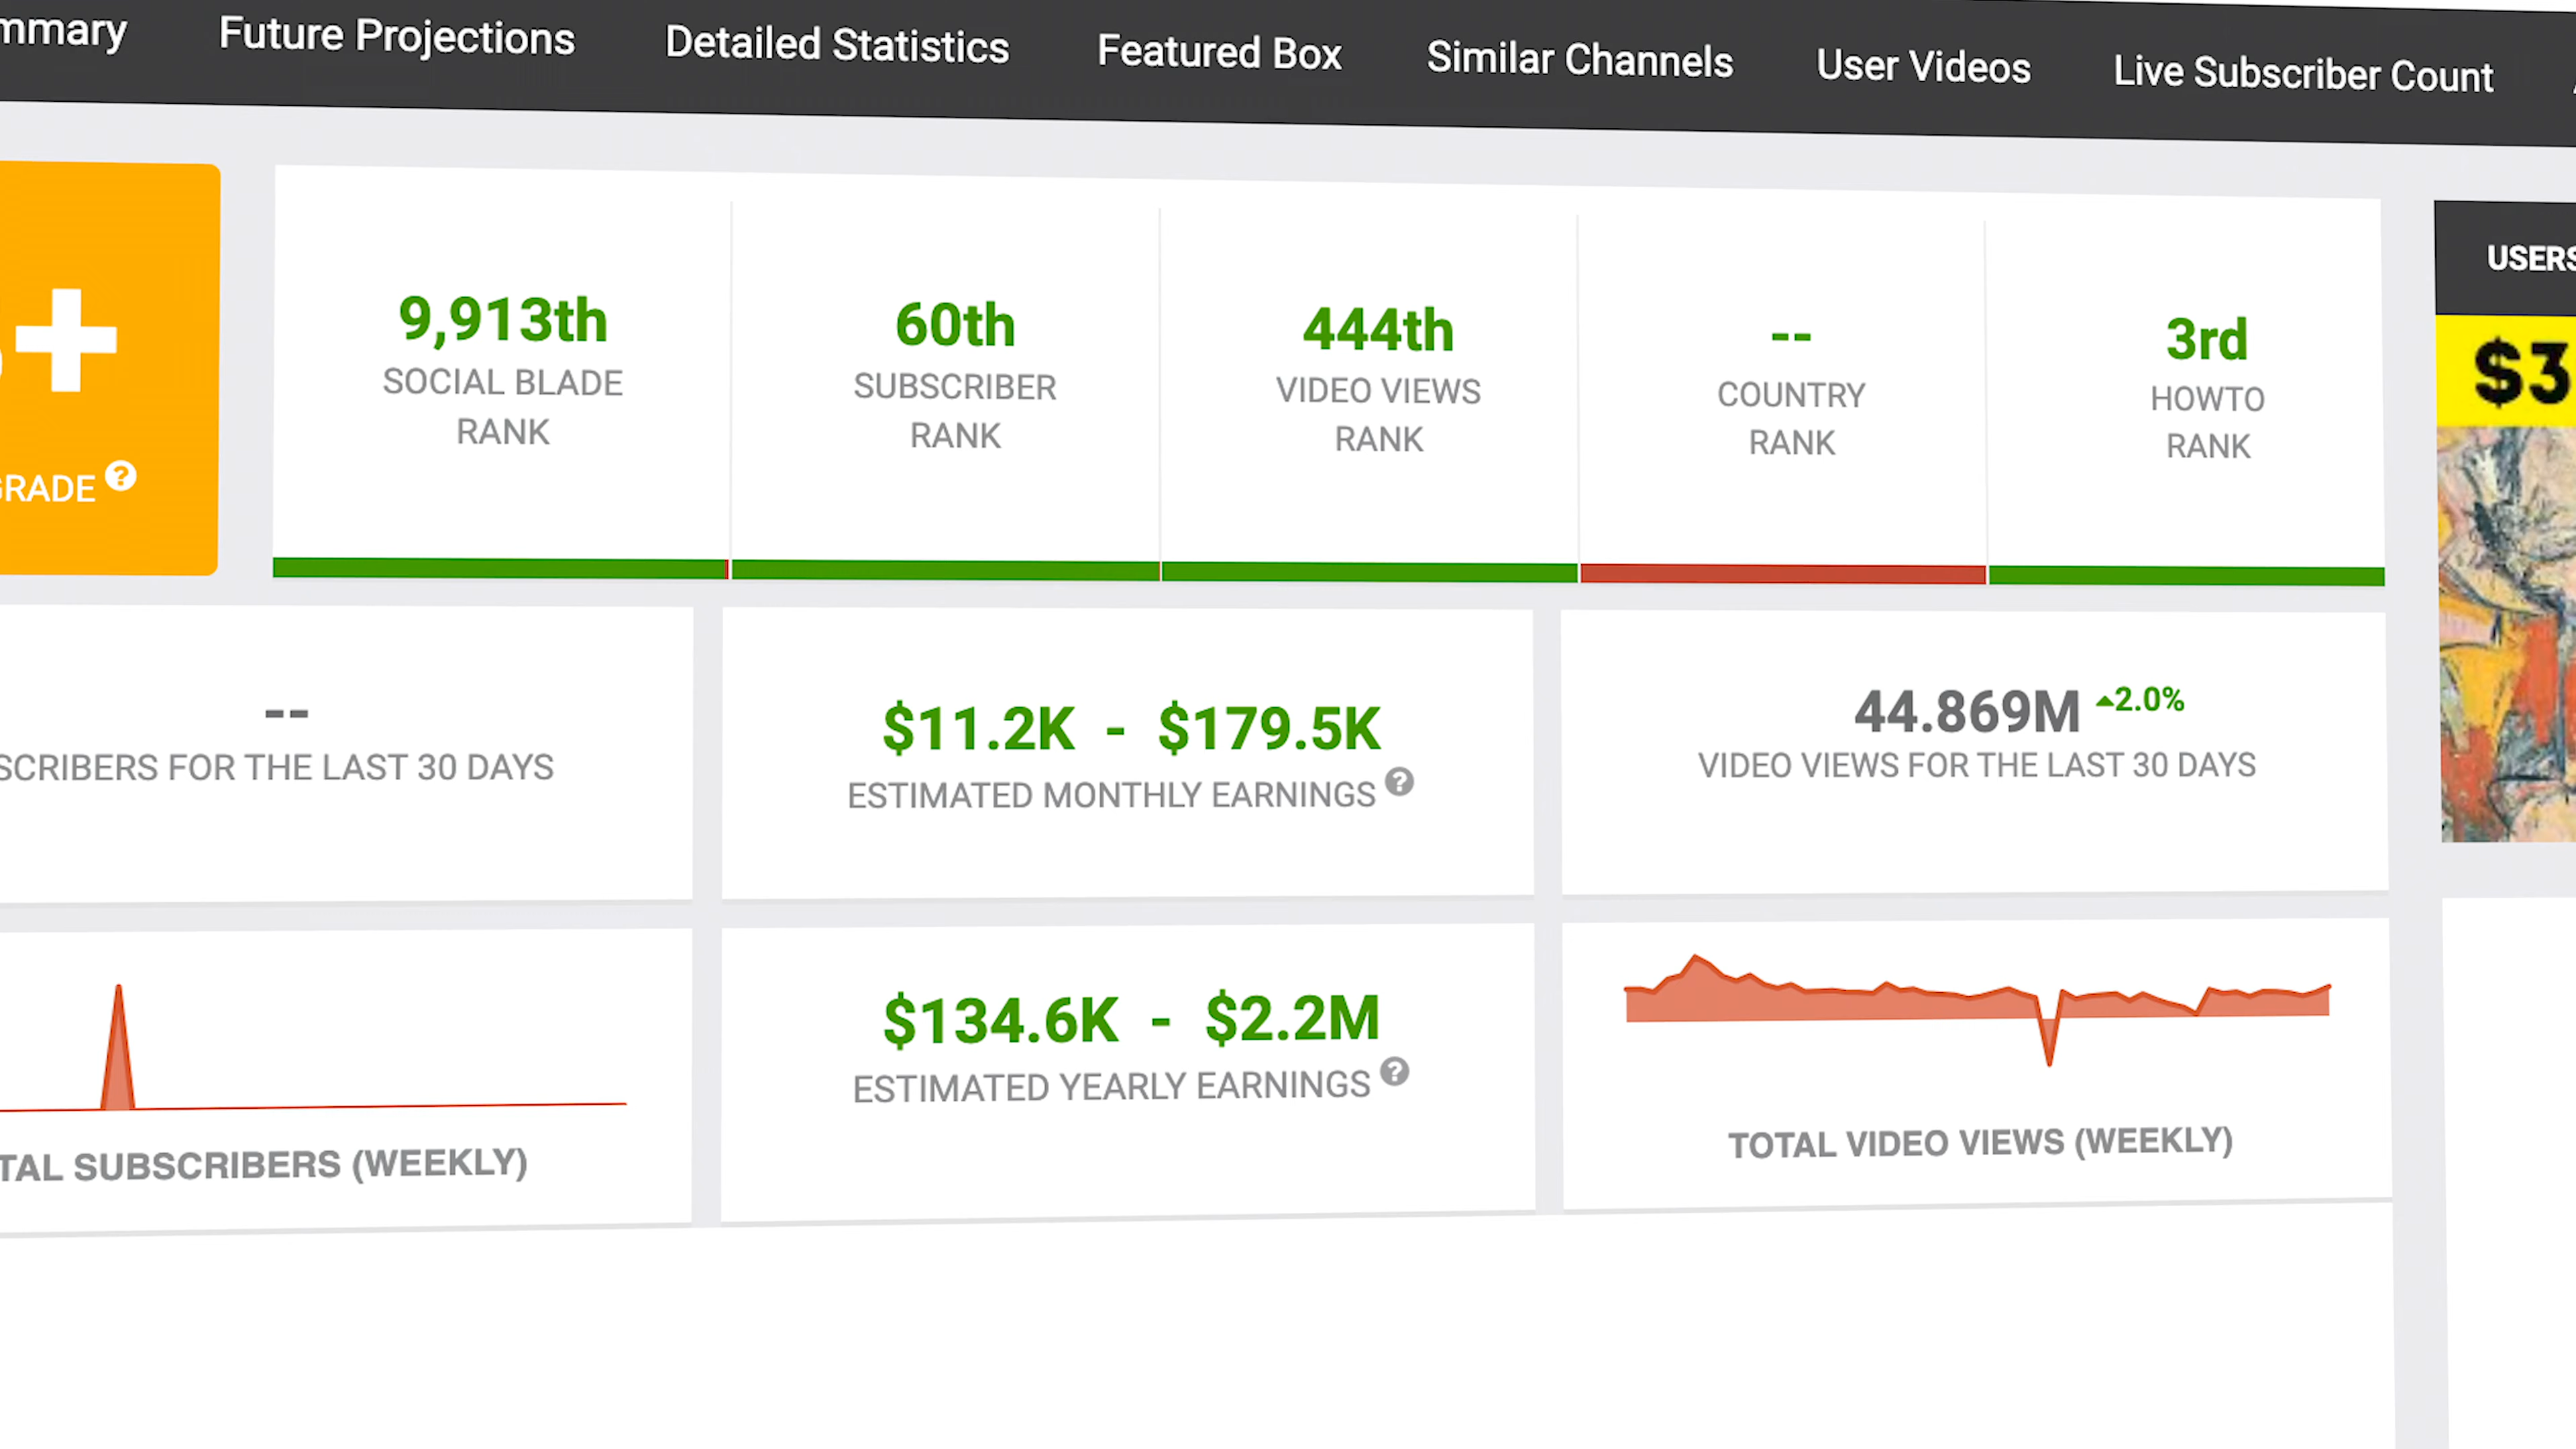 mmary Future Projections Detailed Statistics Featured Box Similar Channels User Videos Live Subscriber Count
+
GRADE ?
9,913th
SOCIAL BLADE
RANK
60th
SUBSCRIBER
RANK
444th
VIDEO VIEWS
RANK
--
COUNTRY
RANK
3rd
HOWTO
RANK
USERS
$3
--
SCRIBERS FOR THE LAST 30 DAYS
$11.2K - $179.5K
ESTIMATED MONTHLY EARNINGS ?
44.869M 2.0%
VIDEO VIEWS FOR THE LAST 30 DAYS
TAL SUBSCRIBERS (WEEKLY)
$134.6K - $2.2M
ESTIMATED YEARLY EARNINGS ?
TOTAL VIDEO VIEWS (WEEKLY)